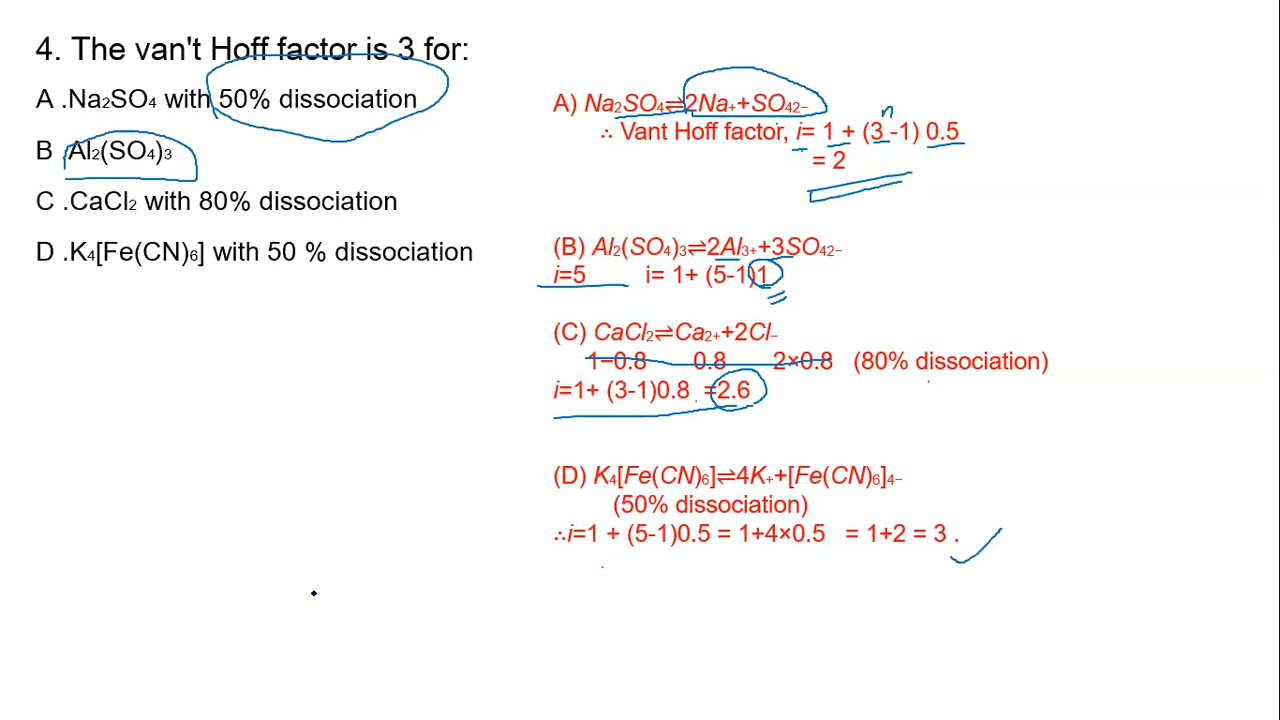 4. The van't Hoff factor is 3 for:
A .Na₂SO₄ with 50% dissociation
B .Al₂(SO₄)₃
C .CaCl₂ with 80% dissociation
D .K₄[Fe(CN)₆] with 50 % dissociation
A) Na₂SO₄⇌2Na₊+SO₄₂₋
n
∴ Vant Hoff factor, i= 1 + (3 -1) 0.5
= 2
(B) Al₂(SO₄)₃⇌2Al₃₊+3SO₄₂₋
i=5 i= 1+ (5-1)1
(C) CaCl₂⇌Ca₂₊+2Cl₋
1−0.8 0.8 2×0.8 (80% dissociation)
i=1+ (3-1)0.8 =2.6
(D) K₄[Fe(CN)₆]⇌4K₊+[Fe(CN)₆]₄₋
(50% dissociation)
∴i=1 + (5-1)0.5 = 1+4×0.5 = 1+2 = 3 .